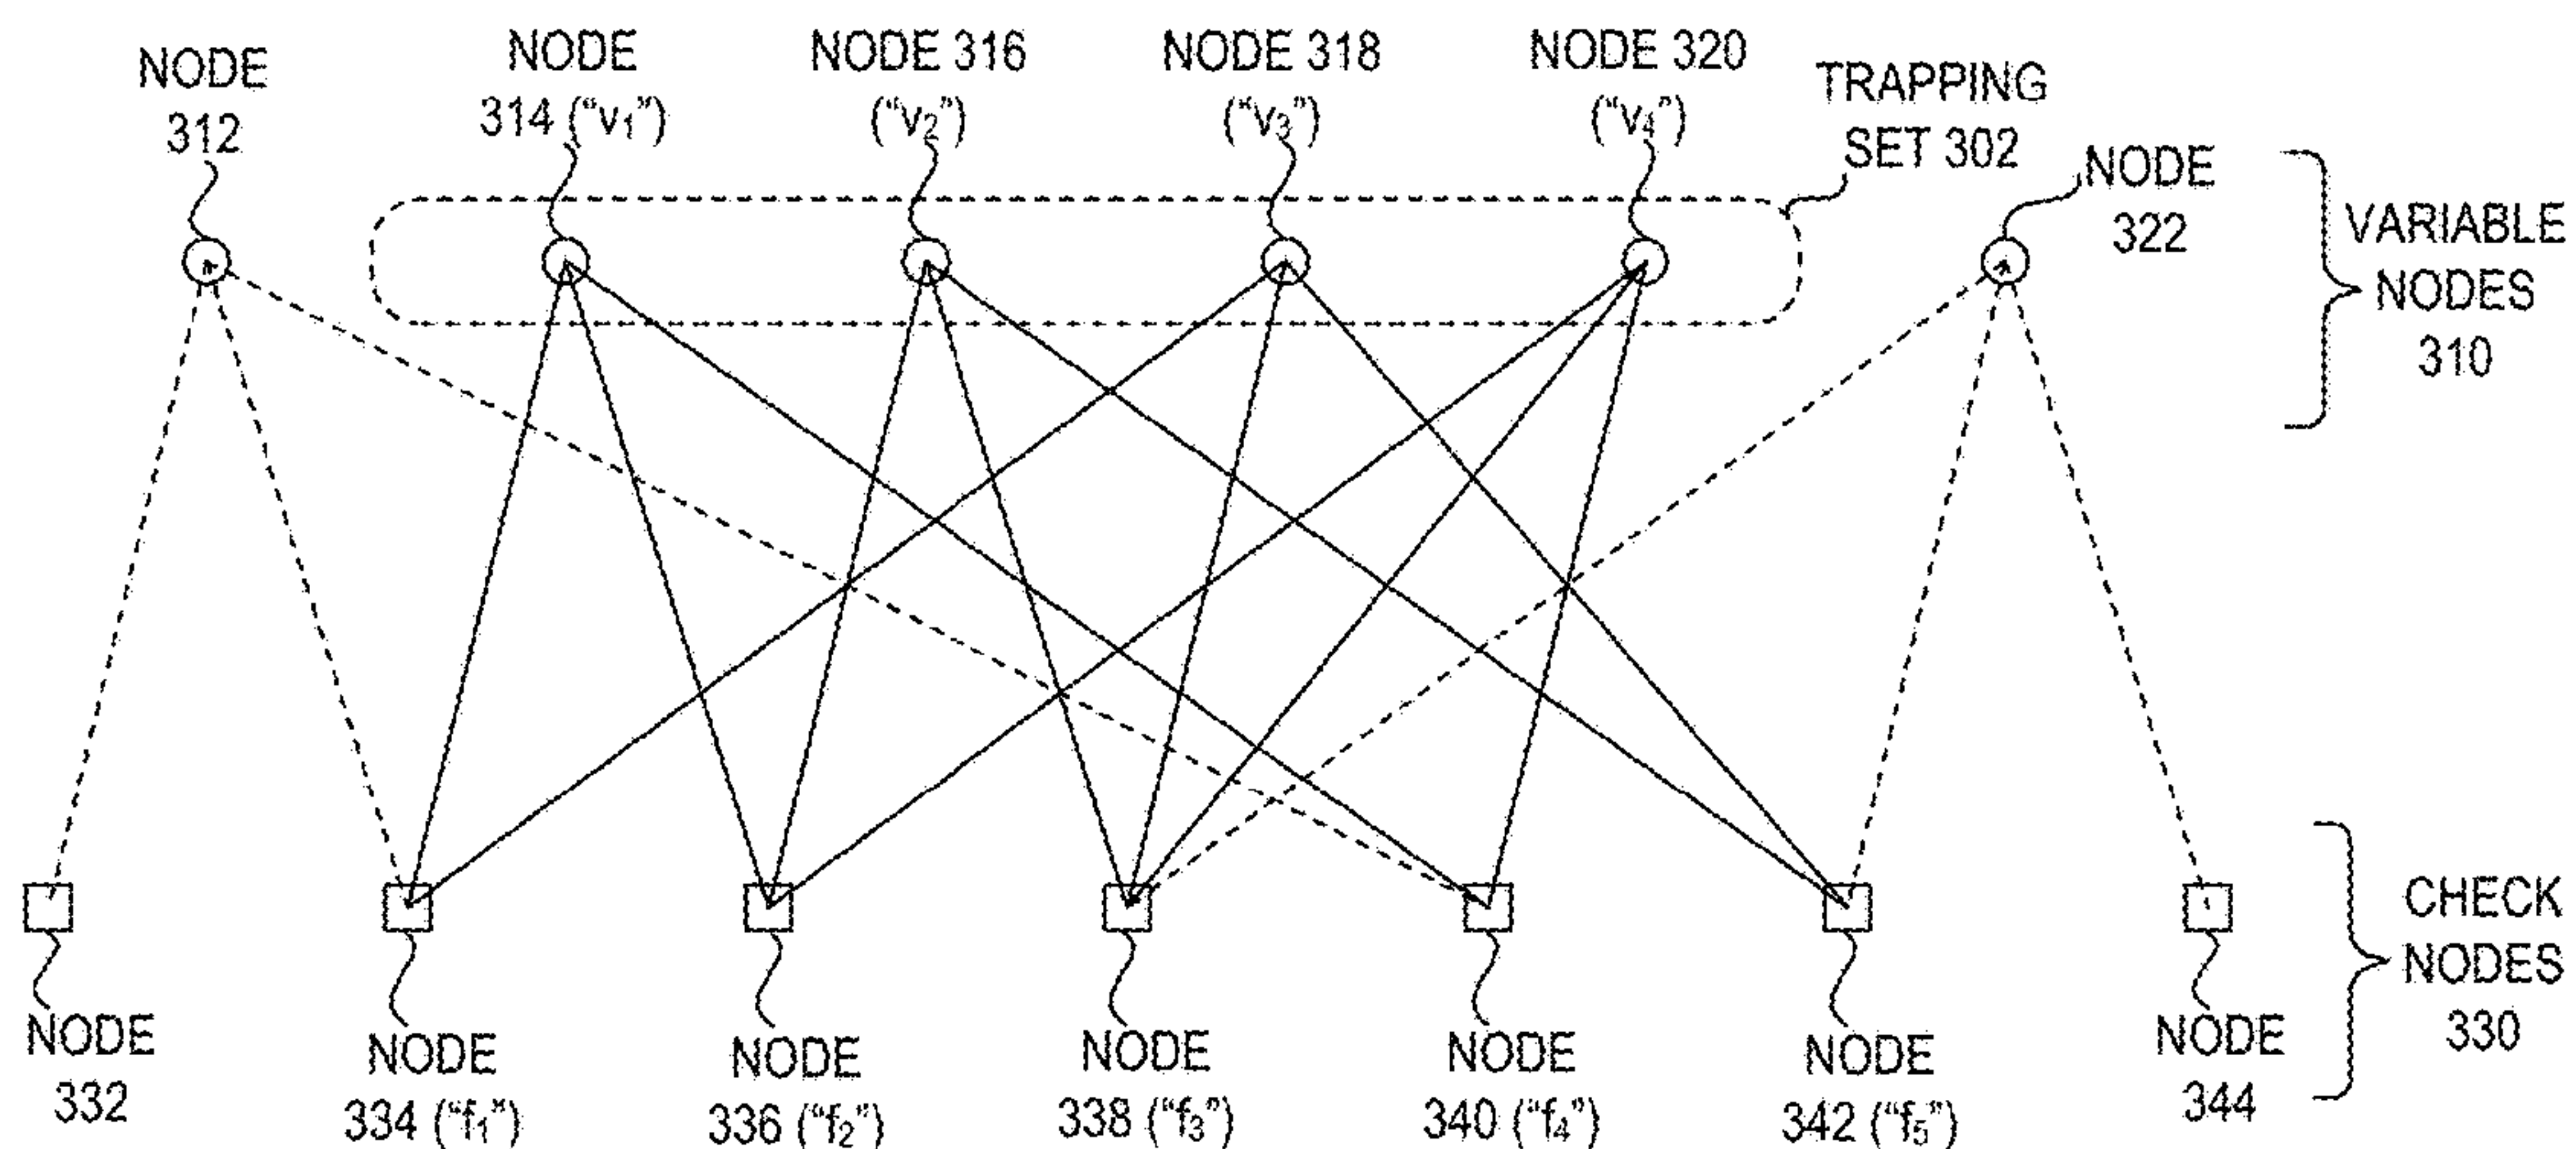 NODE
312
NODE
314 ("v₁")
NODE 316
("v₂")
NODE 318
("v₃")
NODE 320
("v₄")
TRAPPING
SET 302
NODE
322
VARIABLE
NODES
310
NODE
332
NODE
334 ("f₁")
NODE
336 ("f₂")
NODE
338 ("f₃")
NODE
340 ("f₄")
NODE
342 ("f₅")
NODE
344
CHECK
NODES
330